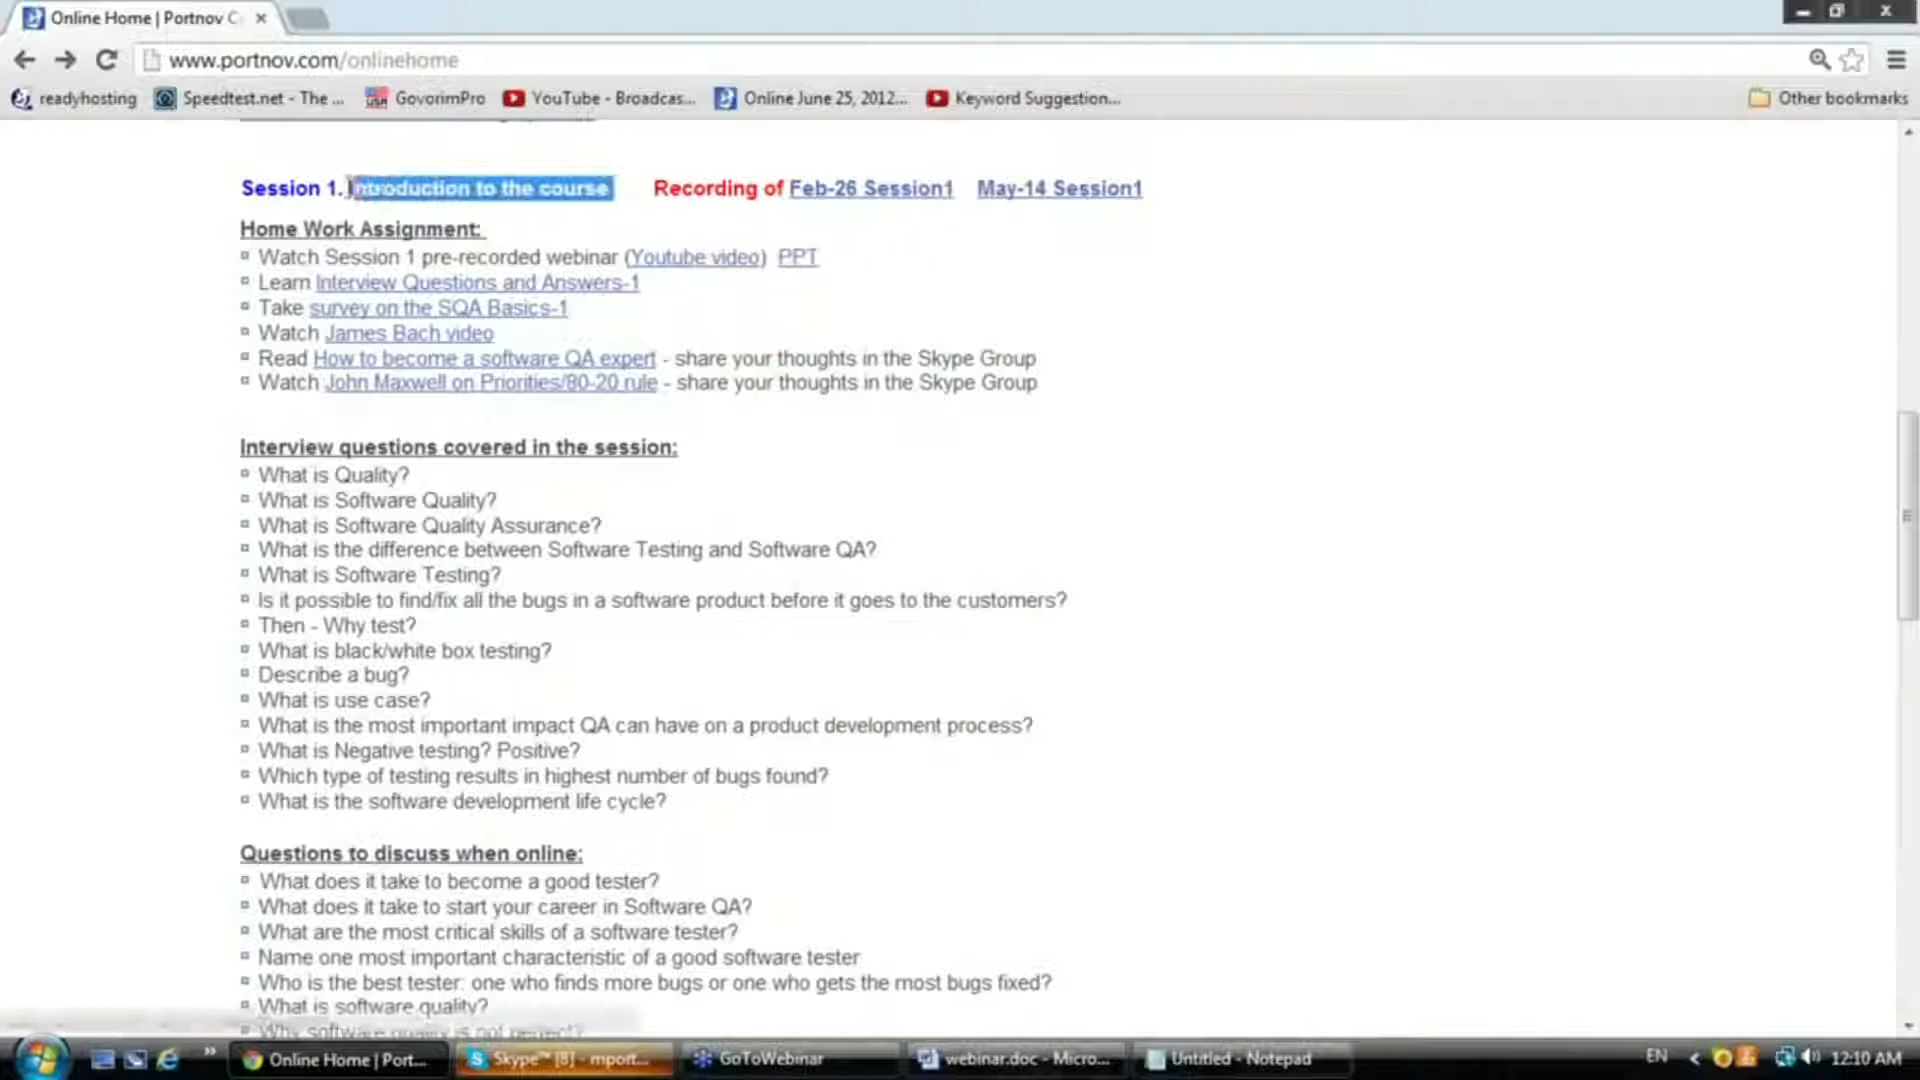 Online Home | Portnov C
www.portnov.com/onlinehome
readyhosting Speedtest.net - The ... GovorimPro YouTube - Broadcas... Online June 25, 2012... Keyword Suggestion... Other bookmarks
Session 1. Introduction to the course Recording of Feb-26 Session1 May-14 Session1
Home Work Assignment:
Watch Session 1 pre-recorded webinar (Youtube video) PPT
Learn Interview Questions and Answers-1
Take survey on the SQA Basics-1
Watch James Bach video
Read How to become a software QA expert - share your thoughts in the Skype Group
Watch John Maxwell on Priorities/80-20 rule - share your thoughts in the Skype Group
Interview questions covered in the session:
What is Quality?
What is Software Quality?
What is Software Quality Assurance?
What is the difference between Software Testing and Software QA?
What is Software Testing?
Is it possible to find/fix all the bugs in a software product before it goes to the customers?
Then - Why test?
What is black/white box testing?
Describe a bug?
What is use case?
What is the most important impact QA can have on a product development process?
What is Negative testing? Positive?
Which type of testing results in highest number of bugs found?
What is the software development life cycle?
Questions to discuss when online:
What does it take to become a good tester?
What does it take to start your career in Software QA?
What are the most critical skills of a software tester?
Name one most important characteristic of a good software tester
Who is the best tester: one who finds more bugs or one who gets the most bugs fixed?
What is software quality?
Why software quality is not perfect?
Online Home | Port... Skype™ [8] - mport... GoToWebinar webinar.doc - Micro... Untitled - Notepad EN 12:10 AM